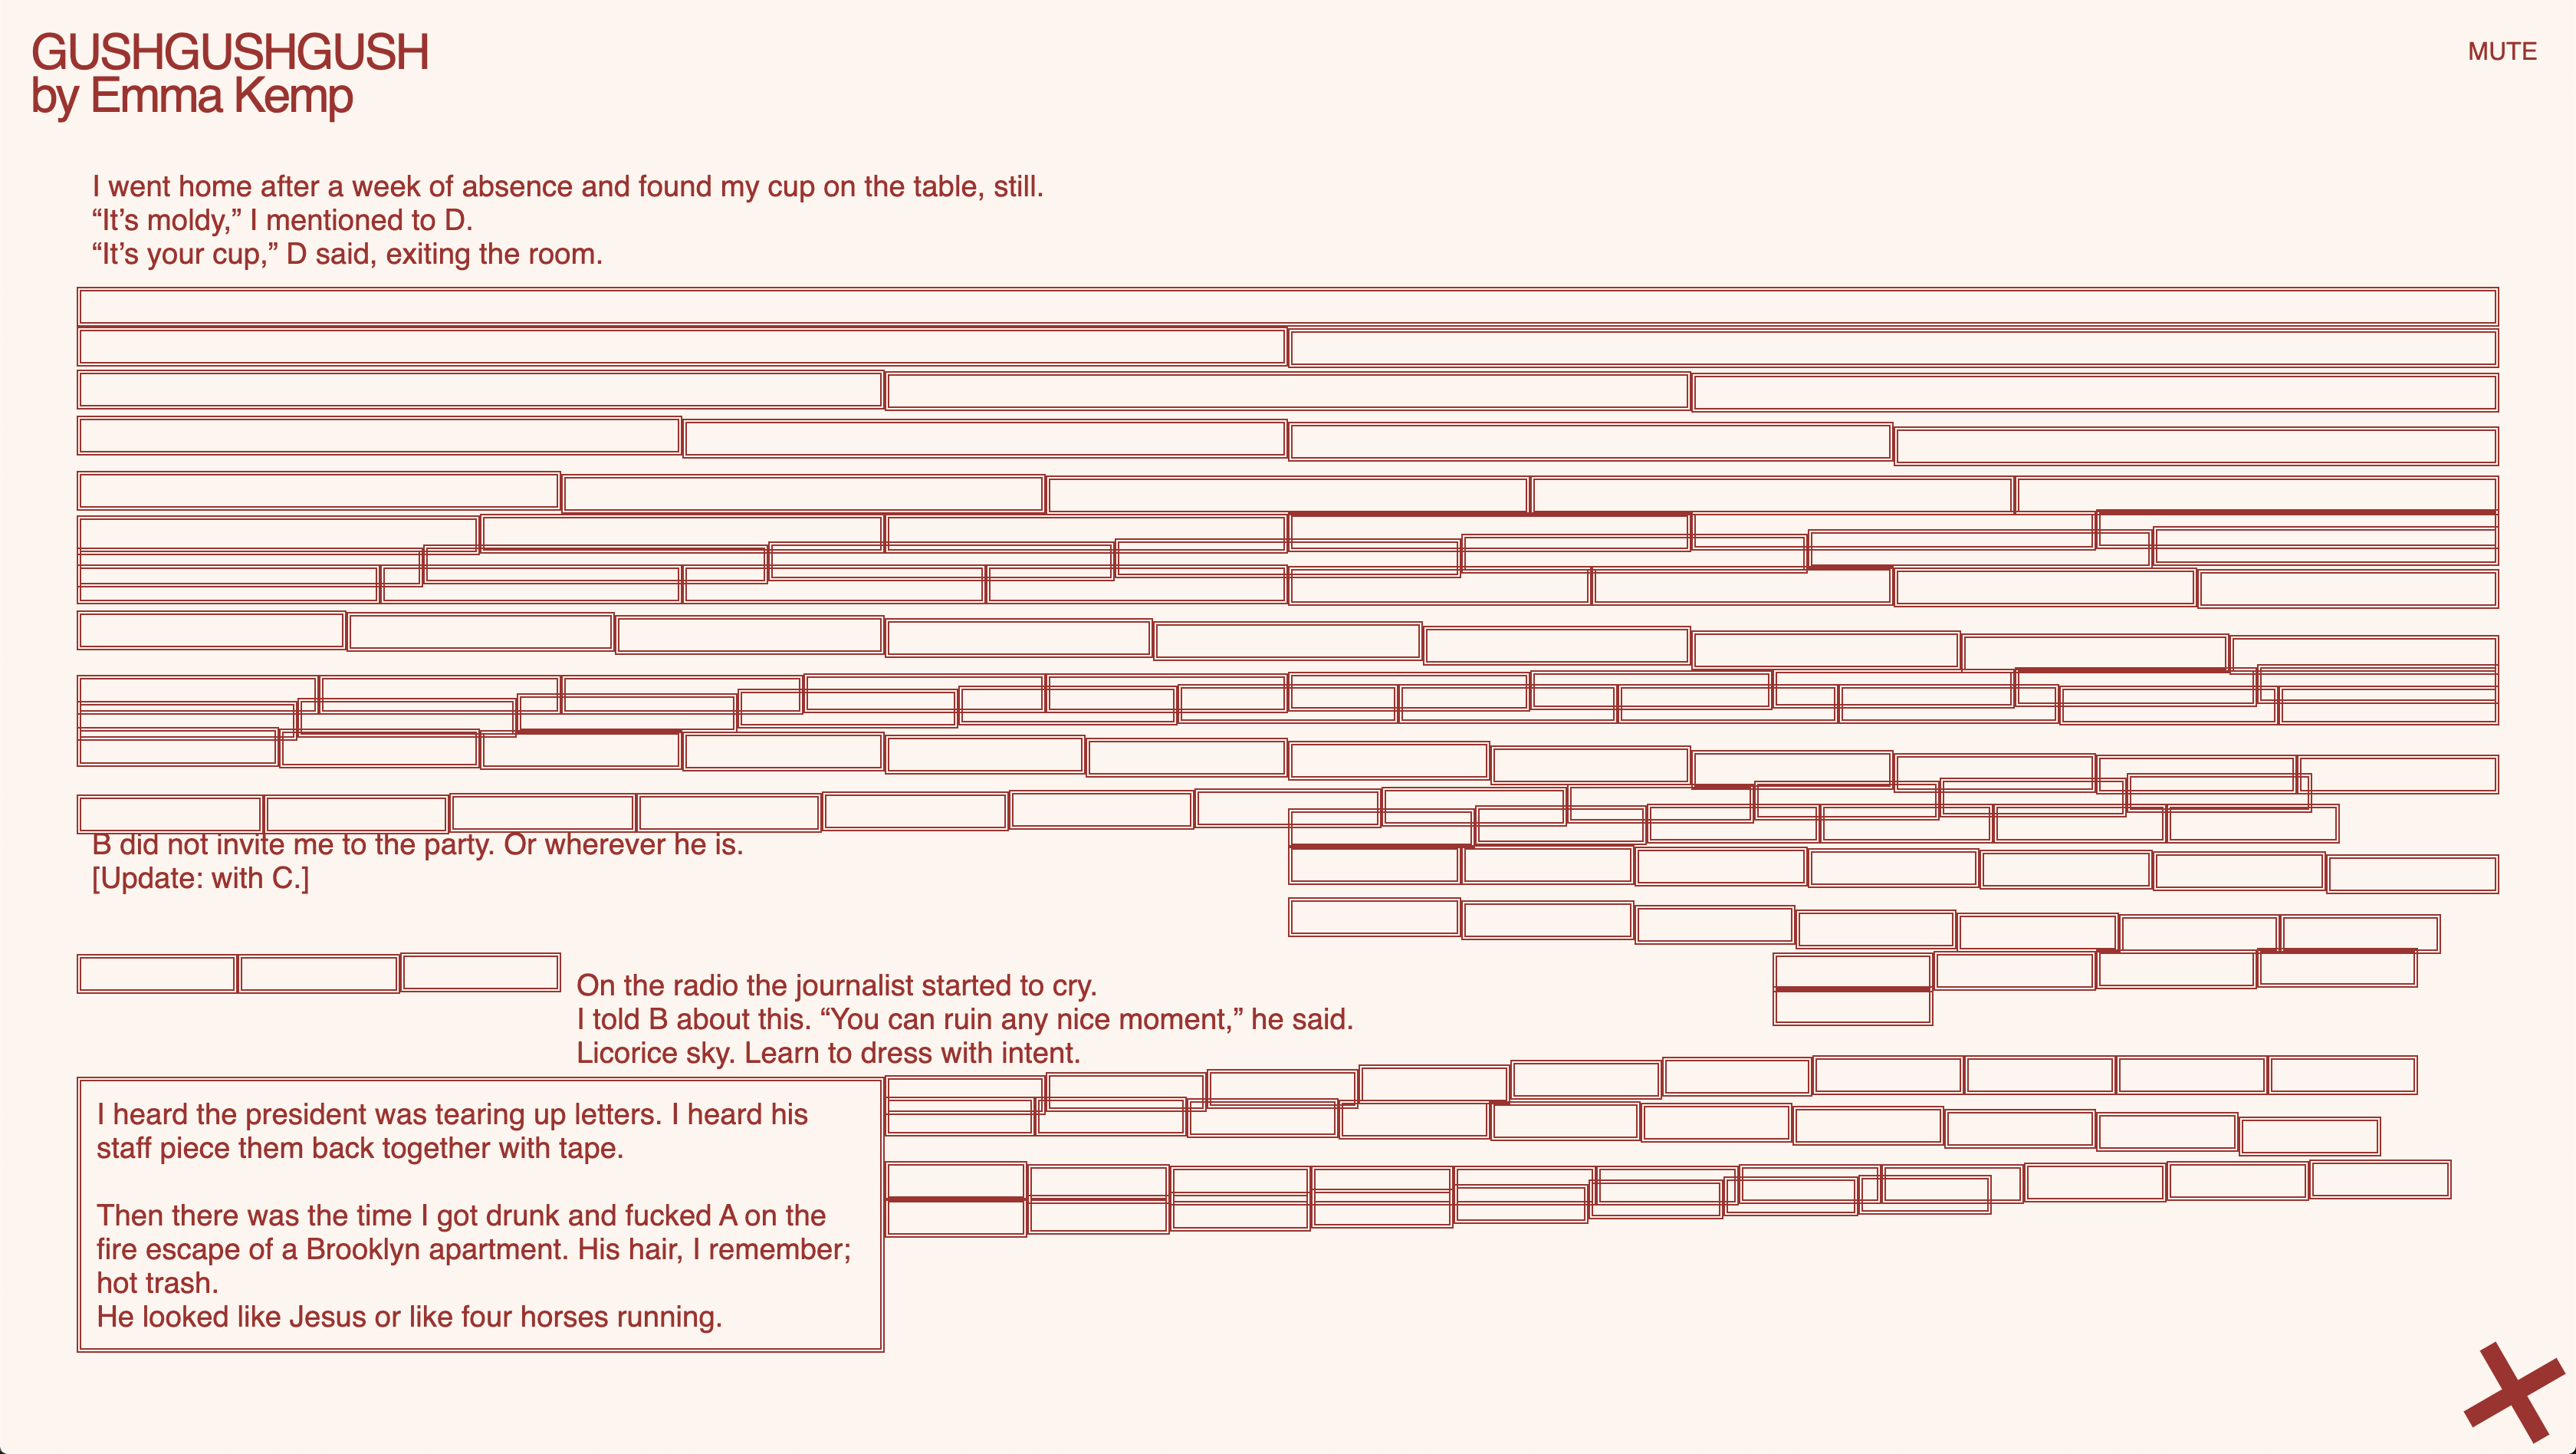 GUSHGUSHGUSH
by Emma Kemp
MUTE
I went home after a week of absence and found my cup on the table, still.
“It’s moldy,” I mentioned to D.
“It’s your cup,” D said, exiting the room.
B did not invite me to the party. Or wherever he is.
[Update: with C.]
On the radio the journalist started to cry.
I told B about this. “You can ruin any nice moment,” he said.
Licorice sky. Learn to dress with intent.
I heard the president was tearing up letters. I heard his
staff piece them back together with tape.
Then there was the time I got drunk and fucked A on the
fire escape of a Brooklyn apartment. His hair, I remember;
hot trash.
He looked like Jesus or like four horses running.